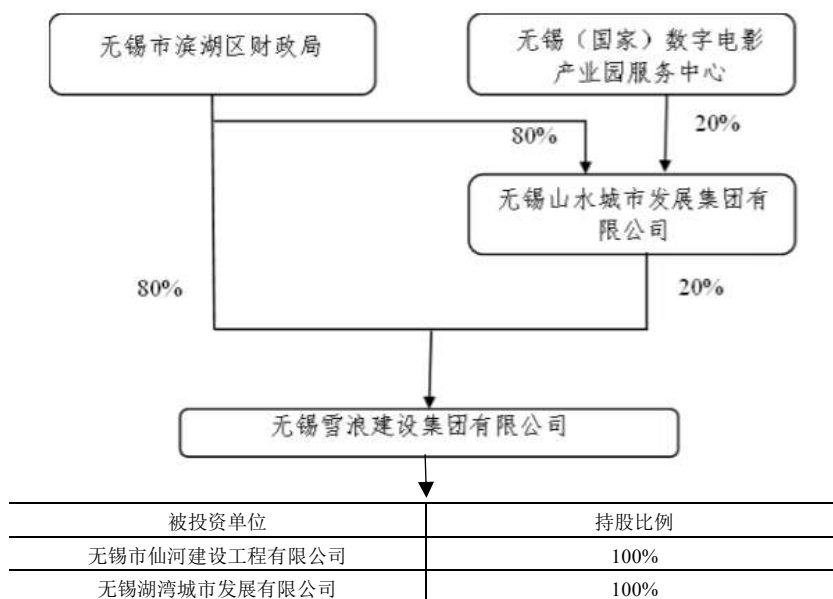 无锡市滨湖区财政局
无锡（国家）数字电影
产业园服务中心
80%
20%
无锡山水城市发展集团有
限公司
80%
20%
无锡雪浪建设集团有限公司
被投资单位
持股比例
无锡市仙河建设工程有限公司
100%
无锡湖湾城市发展有限公司
100%